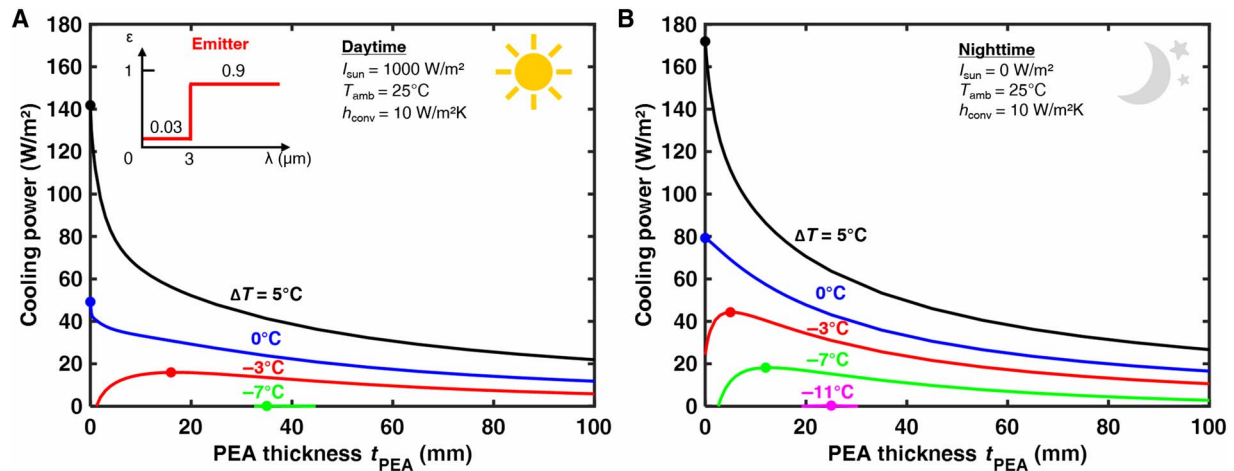 A
Cooling power (W/m²)
180
160
140
120
100
80
60
40
20
0
ε
1
Emitter
0.9
0.03
0
3
λ (μm)
Daytime
I_sun = 1000 W/m²
T_amb = 25°C
h_conv = 10 W/m²K
ΔT = 5°C
0°C
−3°C
−7°C
0 20 40 60 80 100
PEA thickness t_PEA (mm)
B
Cooling power (W/m²)
180
160
140
120
100
80
60
40
20
0
Nighttime
I_sun = 0 W/m²
T_amb = 25°C
h_conv = 10 W/m²K
ΔT = 5°C
0°C
−3°C
−7°C
−11°C
0 20 40 60 80 100
PEA thickness t_PEA (mm)